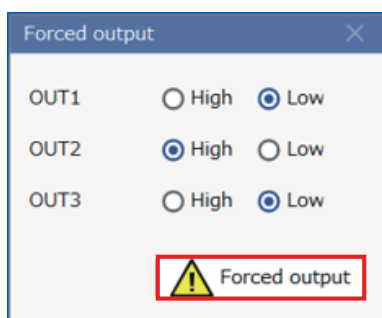 Forced output
OUT1 High Low
OUT2 High Low
OUT3 High Low
Forced output